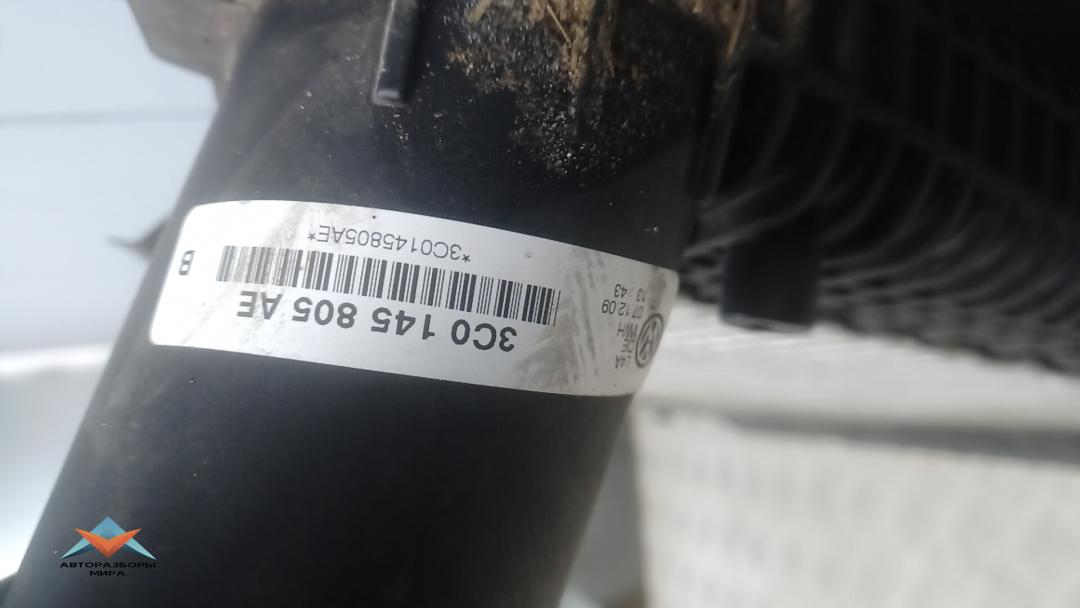 3C0 145 805 AE
*3C0145805AE*
B
07.12.09
13:43
АВТОРАЗБОРЫ
МИРА